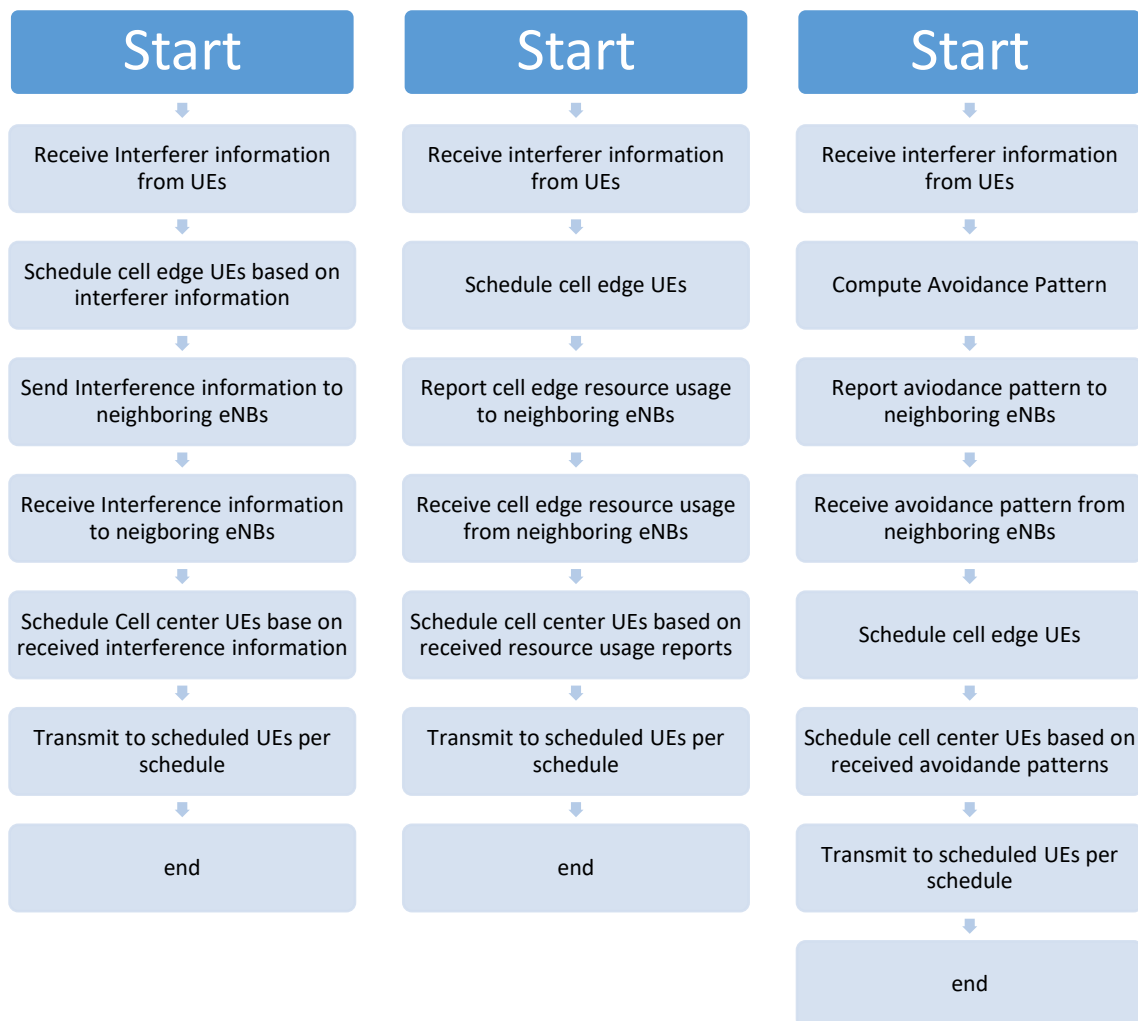 Start
Receive Interferer information
from UEs
Schedule cell edge UEs based on
interferer information
Send Interference information to
neighboring eNBs
Receive Interference information
to neigboring eNBs
Schedule Cell center UEs base on
received interference information
Transmit to scheduled UEs per
schedule
end
Start
Receive interferer information
from UEs
Schedule cell edge UEs
Report cell edge resource usage
to neighboring eNBs
Receive cell edge resource usage
from neighboring eNBs
Schedule cell center UEs based on
received resource usage reports
Transmit to scheduled UEs per
schedule
end
Start
Receive interferer information
from UEs
Compute Avoidance Pattern
Report aviodance pattern to
neighboring eNBs
Receive avoidance pattern from
neighboring eNBs
Schedule cell edge UEs
Schedule cell center UEs based on
received avoidande patterns
Transmit to scheduled UEs per
schedule
end